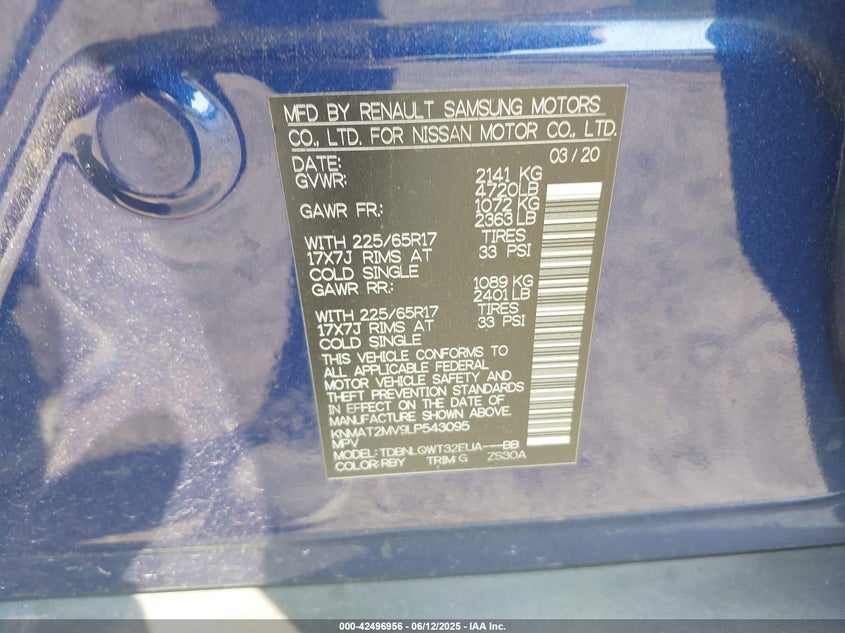 MFD BY RENAULT SAMSUNG MOTORS
CO., LTD. FOR NISSAN MOTOR CO., LTD.
DATE: 03/20
GVWR: 2141 KG
4720LB
GAWR FR: 1072 KG
2363 LB
WITH 225/65R17 TIRES
17X7J RIMS AT 33 PSI
COLD SINGLE
GAWR RR: 1089 KG
2401 LB
WITH 225/65R17 TIRES
17X7J RIMS AT 33 PSI
COLD SINGLE
THIS VEHICLE CONFORMS TO
ALL APPLICABLE FEDERAL
MOTOR VEHICLE SAFETY AND
THEFT PREVENTION STANDARDS
IN EFFECT ON THE DATE OF
MANUFACTURE SHOWN ABOVE.
KNMAT2MV9LP543095
MPV
MODEL: TDBNLQWT32EUA---BB
COLOR:RBY TRIM:G ZS30A
000-42496956 - 06/12/2025 - IAA Inc.